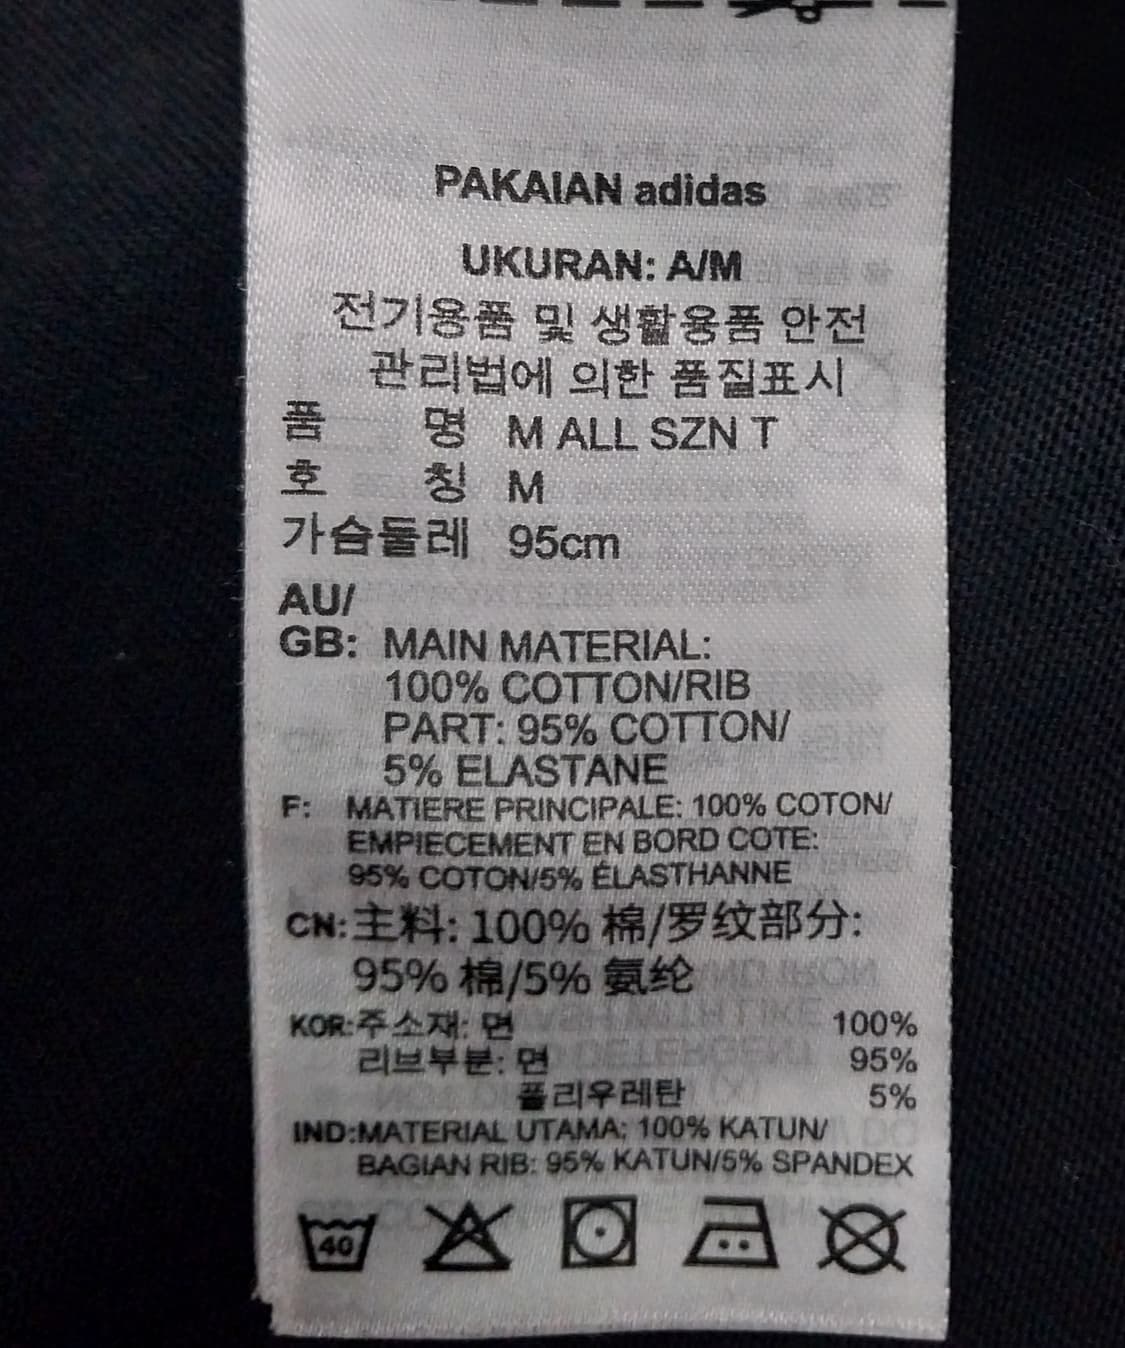 PAKAIAN adidas
UKURAN: A/M
전기용품 및 생활용품 안전
관리법에 의한 품질표시
품 명 M ALL SZN T
호 칭 M
가슴둘레 95cm
AU/
GB: MAIN MATERIAL:
100% COTTON/RIB
PART: 95% COTTON/
5% ELASTANE
F: MATIERE PRINCIPALE: 100% COTON/
EMPIECEMENT EN BORD COTE:
95% COTON/5% ÉLASTHANNE
CN: 主料: 100% 棉/罗纹部分:
95% 棉/5% 氨纶
KOR: 주소재: 면 100%
리브부분: 면 95%
폴리우레탄 5%
IND: MATERIAL UTAMA: 100% KATUN/
BAGIAN RIB: 95% KATUN/5% SPANDEX
40